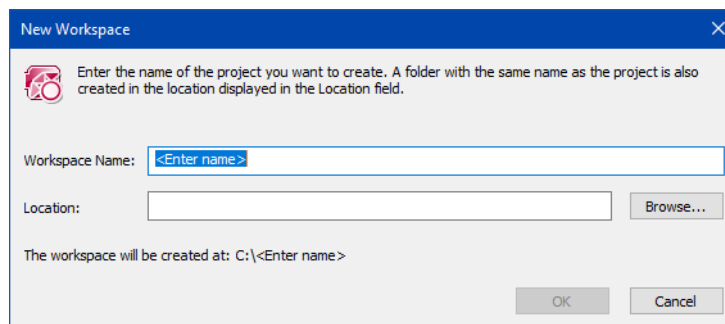 New Workspace
Enter the name of the project you want to create. A folder with the same name as the project is also
created in the location displayed in the Location field.
Workspace Name: <Enter name>
Location:
Browse...
The workspace will be created at: C:\<Enter name>
OK Cancel